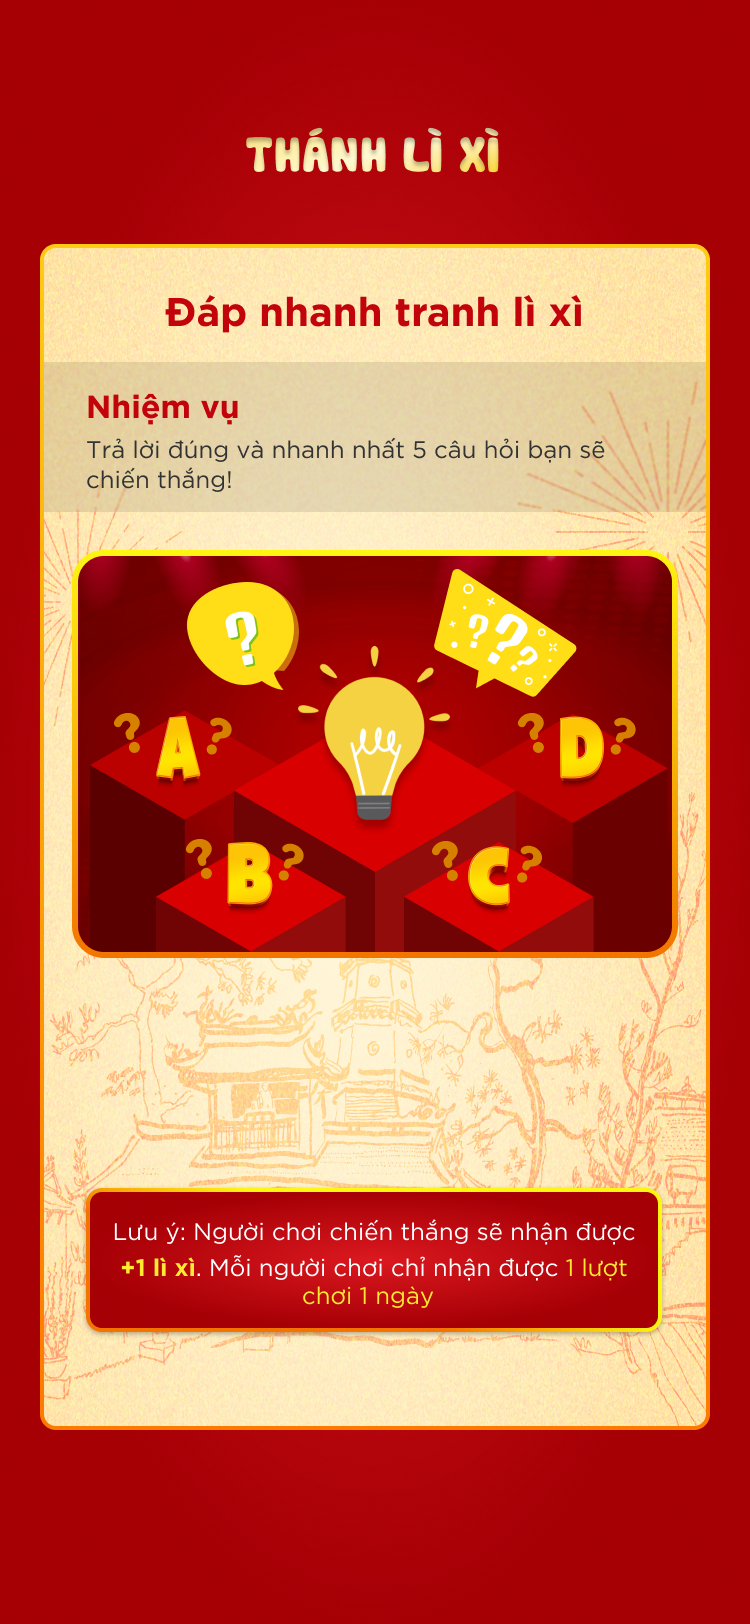 THÁNH LÌ XÌ
Đáp nhanh tranh lì xì
Nhiệm vụ
Trả lời đúng và nhanh nhất 5 câu hỏi bạn sẽ
chiến thắng!
?
???
? A ?
? D ?
? B ?
? C ?
Lưu ý: Người chơi chiến thắng sẽ nhận được
+1 lì xì. Mỗi người chơi chỉ nhận được 1 lượt
chơi 1 ngày